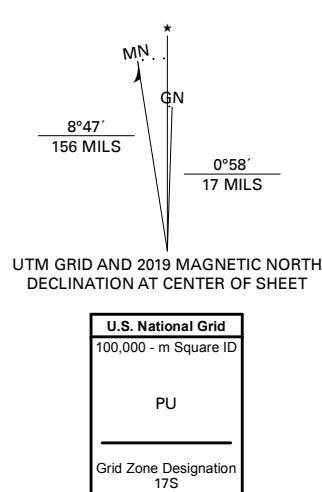 ★
MN
GN
8°47´
156 MILS
0°58´
17 MILS
UTM GRID AND 2019 MAGNETIC NORTH
DECLINATION AT CENTER OF SHEET
U.S. National Grid
100,000 - m Square ID
PU
Grid Zone Designation
17S